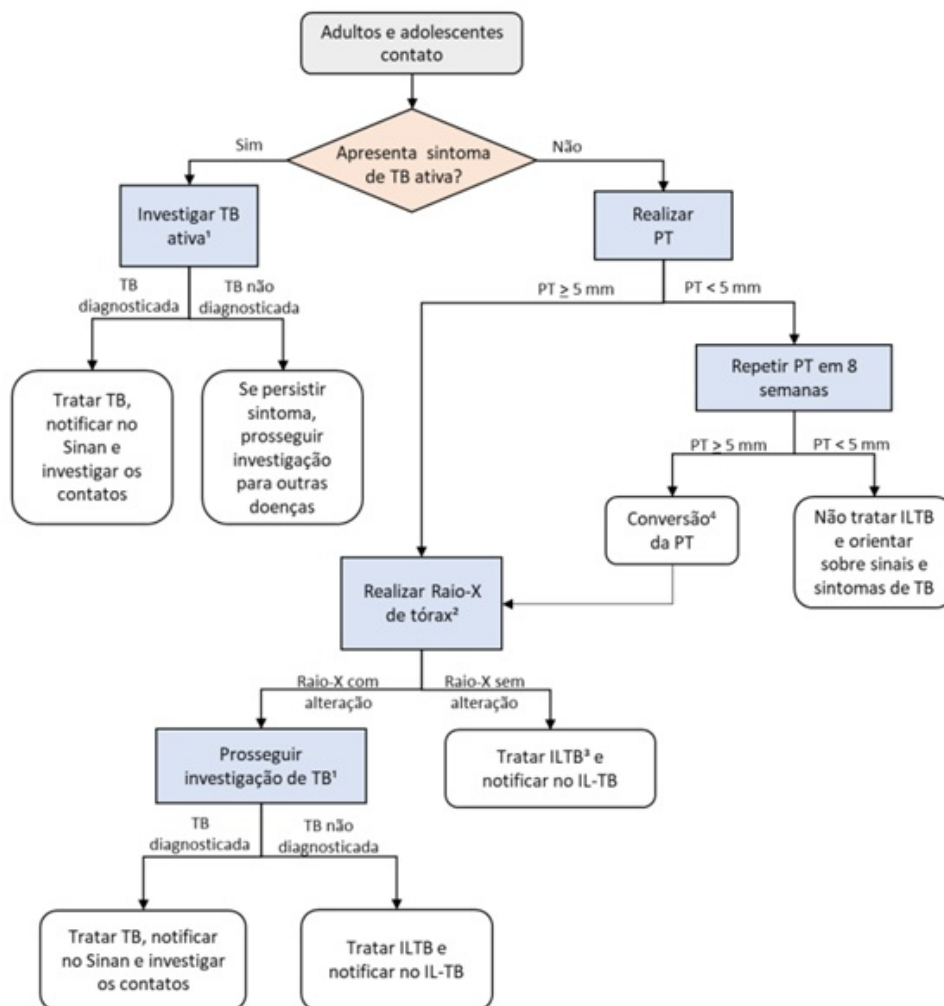 Adultos e adolescentes
contato
Apresenta sintoma
de TB ativa?
Sim
Não
Investigar TB
ativa¹
Realizar
PT
TB
diagnosticada
TB não
diagnosticada
PT ≥ 5 mm
PT < 5 mm
Tratar TB,
notificar no
Sinan e
investigar os
contatos
Se persistir
sintoma,
prosseguir
investigação
para outras
doenças
Repetir PT em 8
semanas
PT ≥ 5 mm
PT < 5 mm
Conversão⁴
da PT
Não tratar ILTB
e orientar
sobre sinais e
sintomas de TB
Realizar Raio-X
de tórax²
Raio-X com
alteração
Raio-X sem
alteração
Prosseguir
investigação de TB¹
Tratar ILTB³ e
notificar no IL-TB
TB
diagnosticada
TB não
diagnosticada
Tratar TB, notificar
no Sinan e investigar
os contatos
Tratar ILTB e
notificar no IL-TB